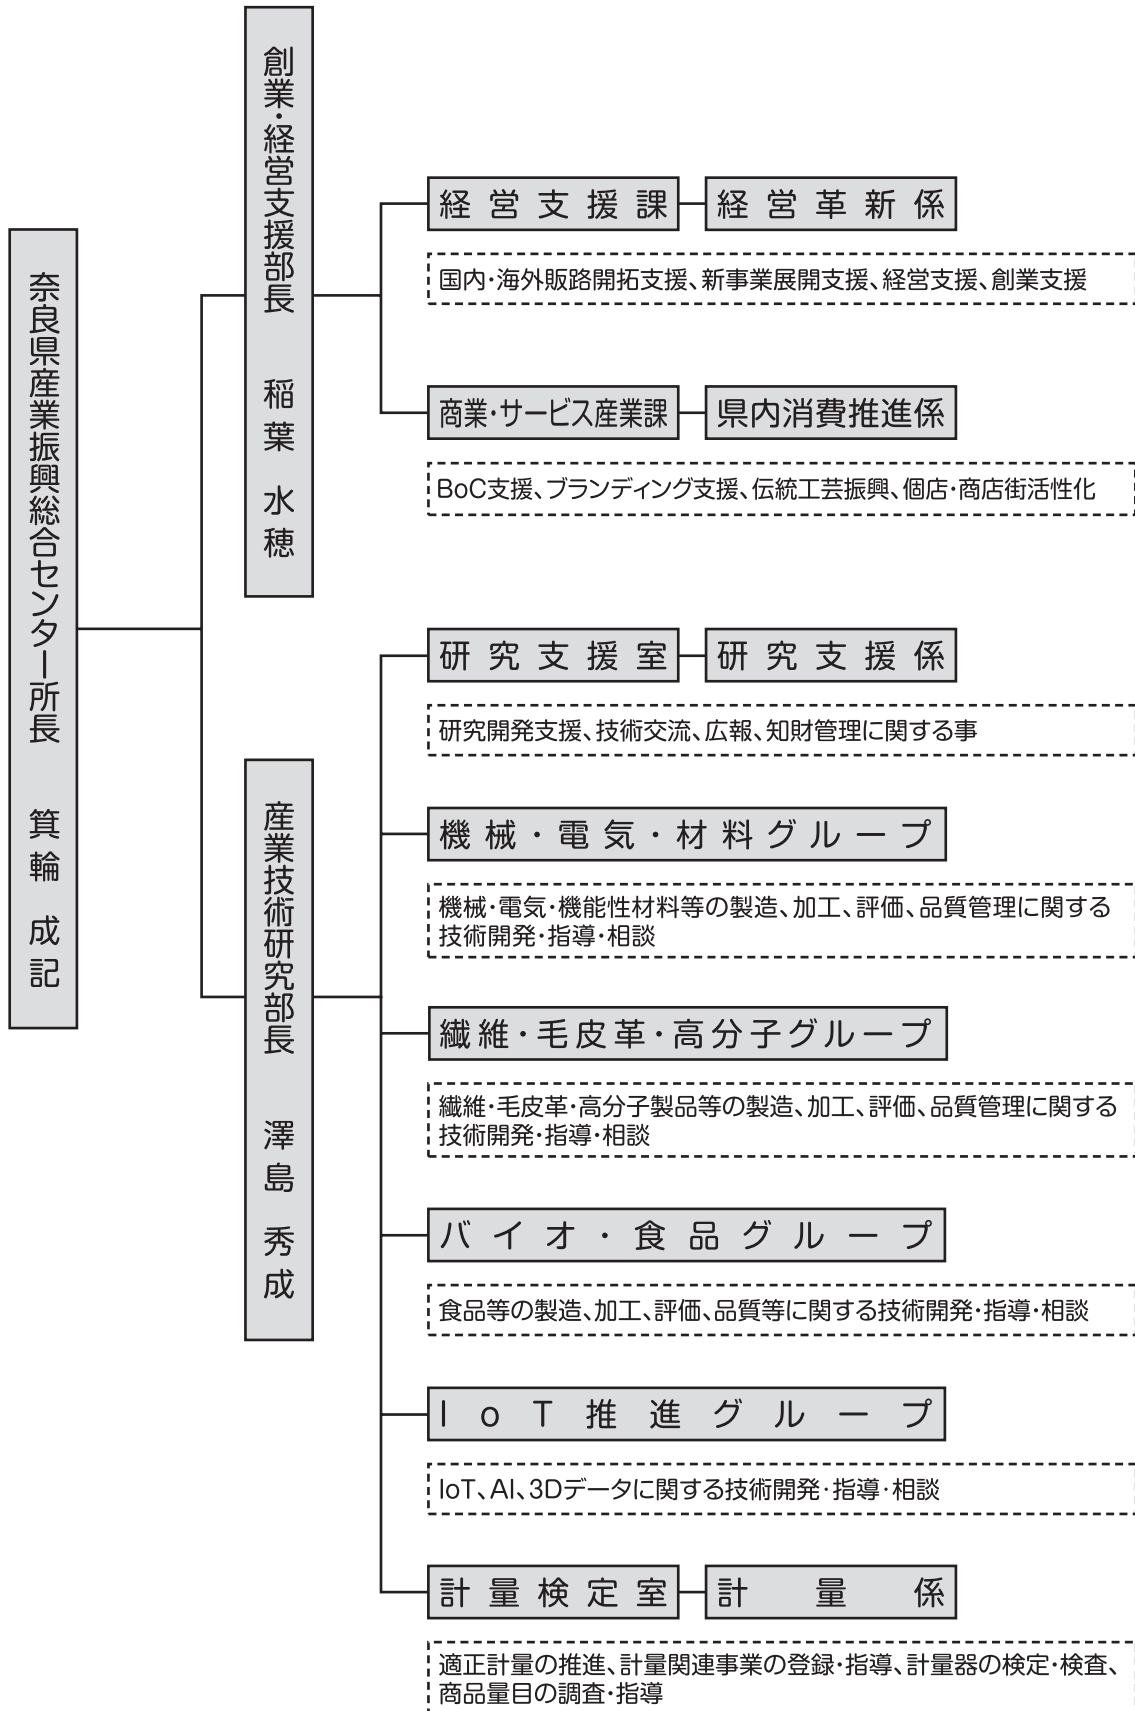 奈良県産業振興総合センター所長 箕輪 成記
創業・経営支援部長 稲葉 水穂
経営支援課
経営革新係
国内・海外販路開拓支援、新事業展開支援、経営支援、創業支援
商業・サービス産業課
県内消費推進係
BoC支援、ブランディング支援、伝統工芸振興、個店・商店街活性化
産業技術研究部長 澤島 秀成
研究支援室
研究支援係
研究開発支援、技術交流、広報、知財管理に関する事
機械・電気・材料グループ
機械・電気・機能性材料等の製造、加工、評価、品質管理に関する
技術開発・指導・相談
繊維・毛皮革・高分子グループ
繊維・毛皮革・高分子製品等の製造、加工、評価、品質管理に関する
技術開発・指導・相談
バイオ・食品グループ
食品等の製造、加工、評価、品質等に関する技術開発・指導・相談
IoT推進グループ
IoT、AI、3Dデータに関する技術開発・指導・相談
計量検定室
計量係
適正計量の推進、計量関連事業の登録・指導、計量器の検定・検査、
商品量目の調査・指導